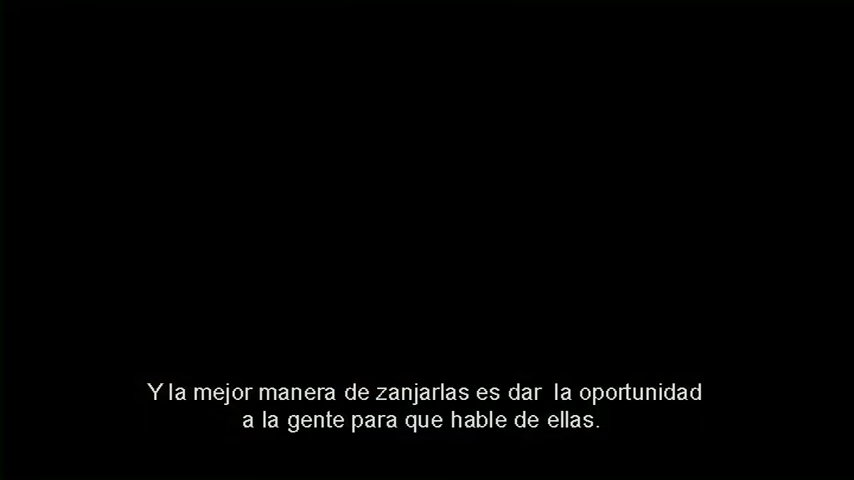 Y la mejor manera de zanjarlas es dar  la oportunidad
a la gente para que hable de ellas.